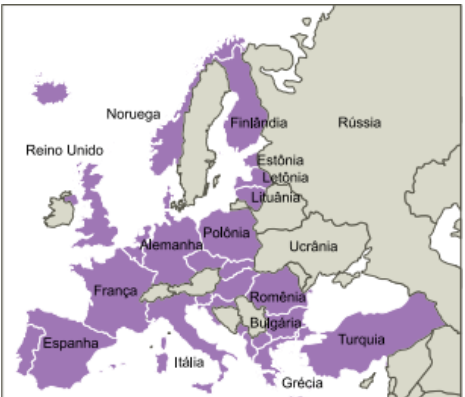 Noruega
Finlândia
Rússia
Reino Unido
Estônia
Letônia
Lituânia
Polônia
Alemanha
Ucrânia
França
Romênia
Bulgária
Espanha
Turquia
Itália
Grécia